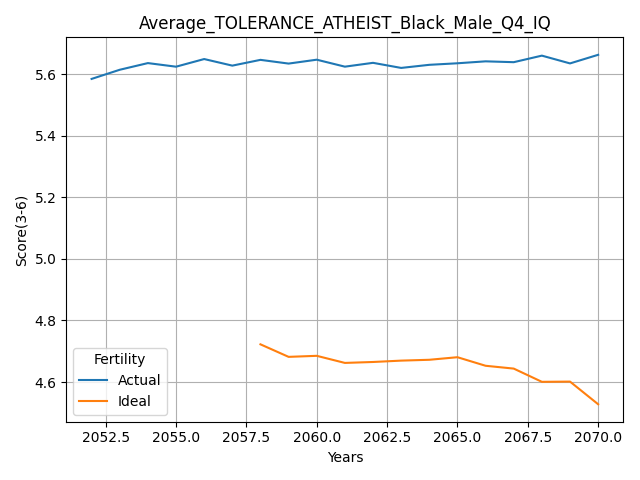 Average_TOLERANCE_ATHEIST_Black_Male_Q4_IQ
Score(3-6)
5.6
5.4
5.2
5.0
4.8
4.6
Fertility
Actual
Ideal
2052.5 2055.0 2057.5 2060.0 2062.5 2065.0 2067.5 2070.0
Years